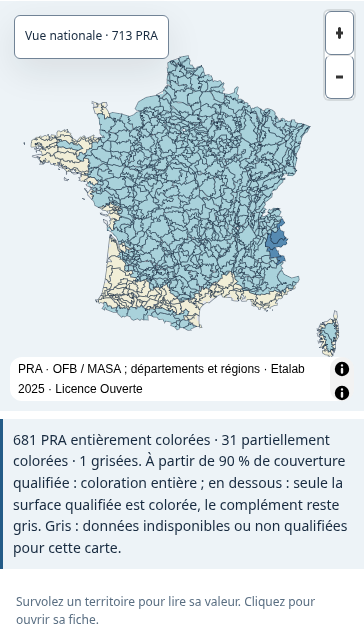 Vue nationale · 713 PRA
+
-
PRA · OFB / MASA ; départements et régions · Etalab
2025 · Licence Ouverte
681 PRA entièrement colorées · 31 partiellement
colorées · 1 grisées. À partir de 90 % de couverture
qualifiée : coloration entière ; en dessous : seule la
surface qualifiée est colorée, le complément reste
gris. Gris : données indisponibles ou non qualifiées
pour cette carte.
Survolez un territoire pour lire sa valeur. Cliquez pour
ouvrir sa fiche.